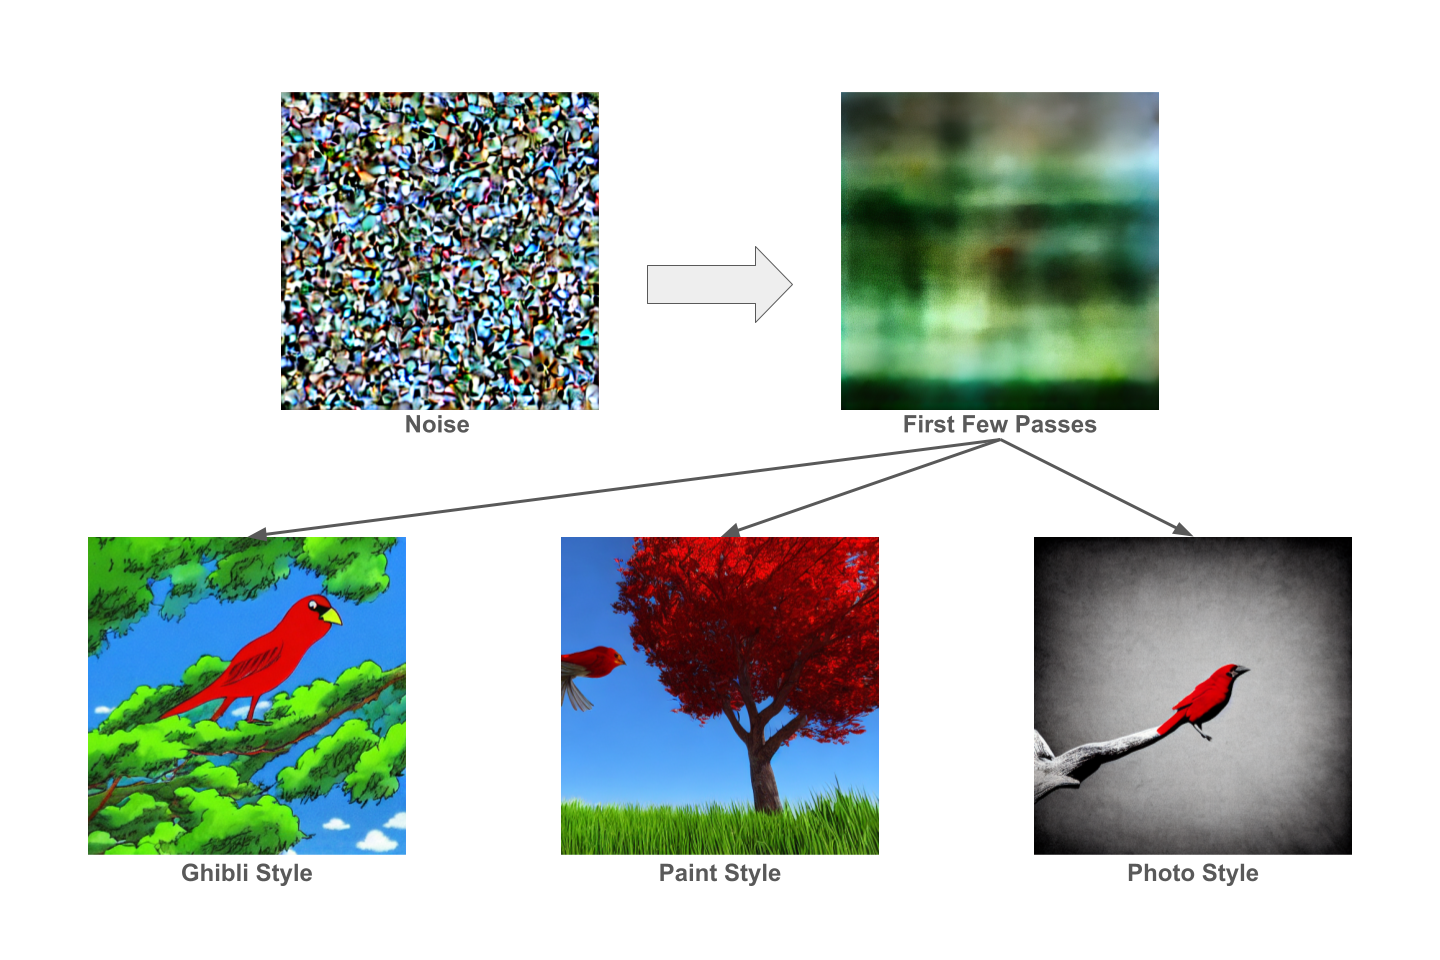 Noise
First Few Passes
Ghibli Style
Paint Style
Photo Style